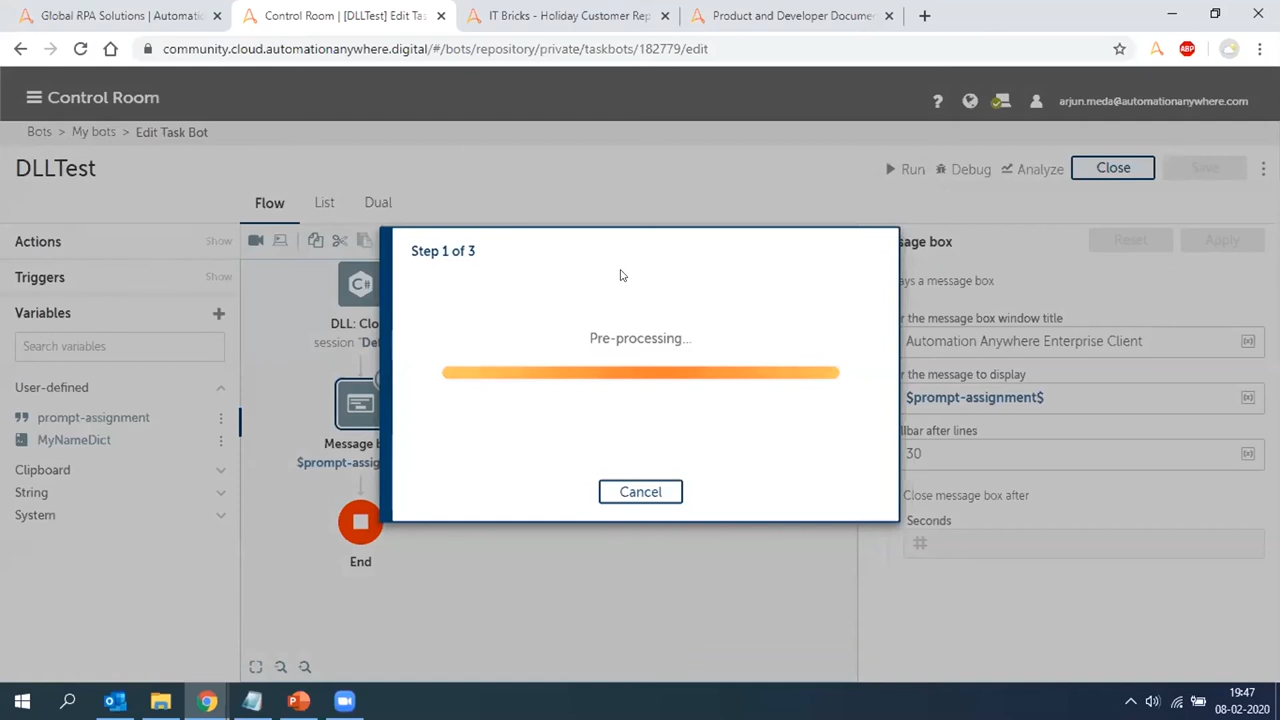 Global RPA Solutions | Automatic
Control Room | [DLLTest] Edit Ta
IT Bricks - Holiday Customer Rep
Product and Developer Docume
community.cloud.automationanywhere.digital/#/bots/repository/private/taskbots/182779/edit
ABP
Control Room
?
arjun.meda@automationanywhere.com
Bots > My bots > Edit Task Bot
DLLTest
Run
Debug
Analyze
Close
Save
Flow
List
Dual
Actions
Show
Triggers
Show
Variables
Search variables
User-defined
prompt-assignment
MyNameDict
Clipboard
String
System
C#
DLL: Clo
session "De
Message b
$prompt-assig
End
Step 1 of 3
Pre-processing...
Cancel
sage box
Reset
Apply
ays a message box
r the message box window title
Automation Anywhere Enterprise Client
r the message to display
$prompt-assignment$
llbar after lines
30
Close message box after
Seconds
#
19:47
08-02-2020